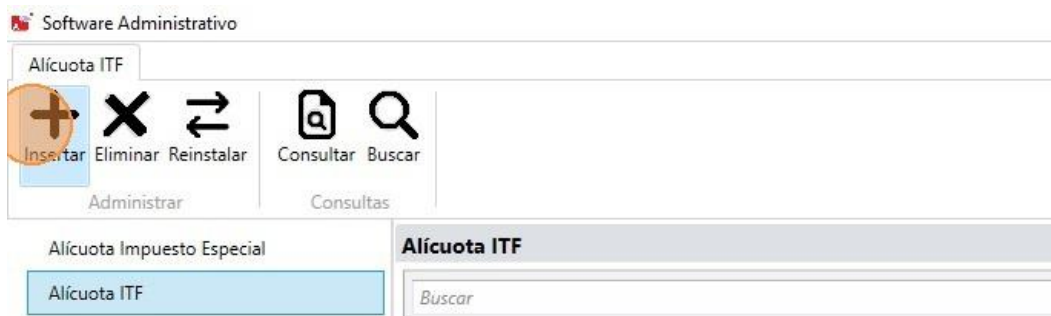 Software Administrativo
Alícuota ITF
Insertar Eliminar Reinstalar Consultar Buscar
Administrar Consultas
Alícuota Impuesto Especial
Alícuota ITF
Alícuota ITF
Buscar